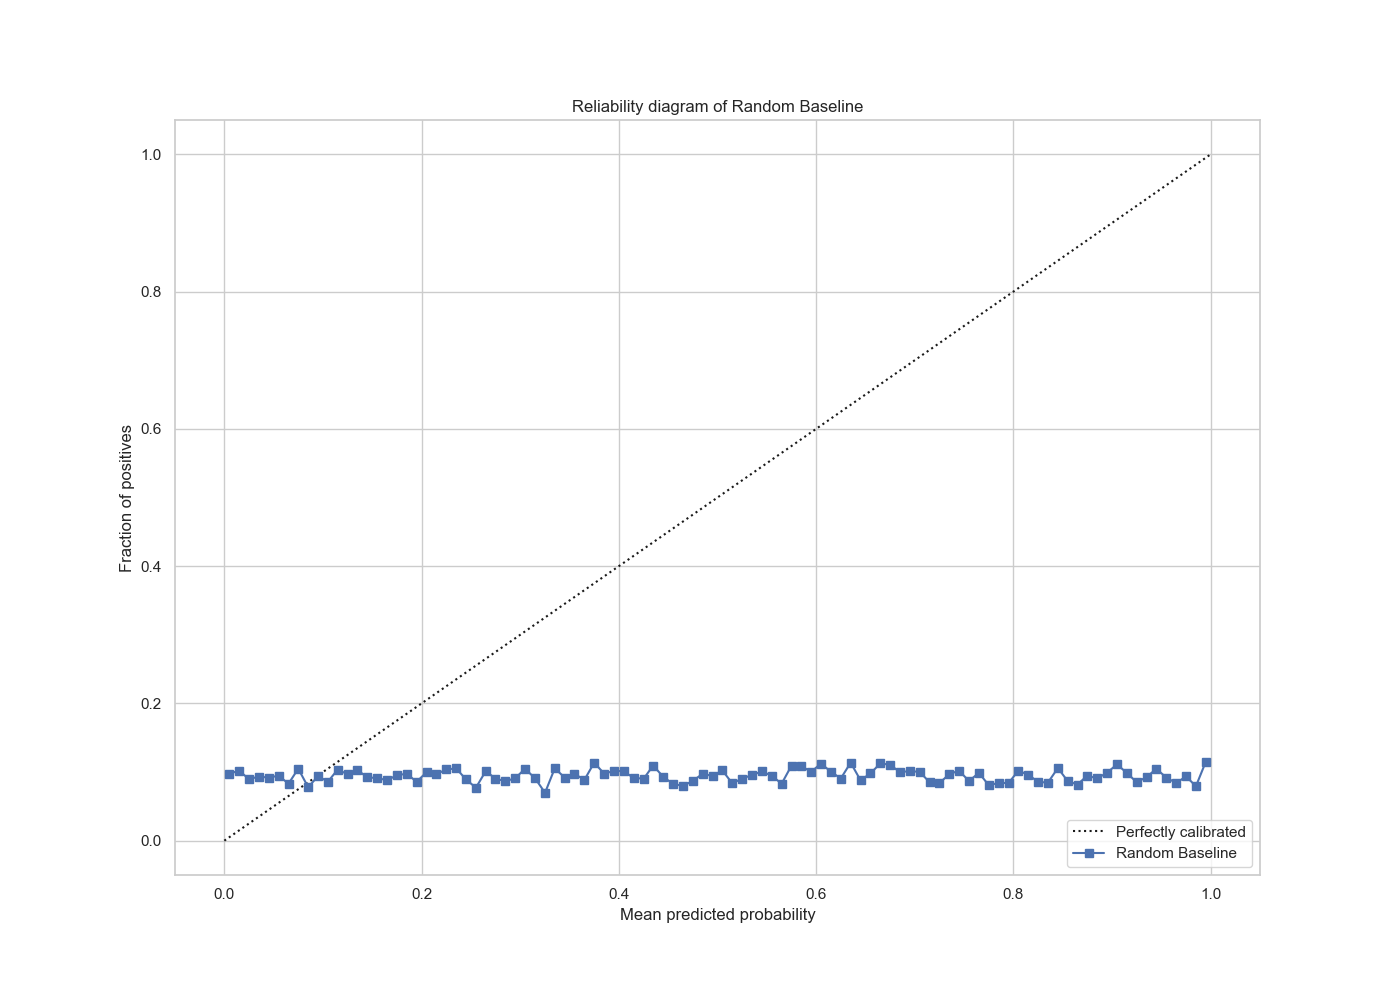 Reliability diagram of Random Baseline
1.0
0.8
0.6
0.4
0.2
0.0
Fraction of positives
0.0 0.2 0.4 0.6 0.8 1.0
Mean predicted probability
Perfectly calibrated
Random Baseline